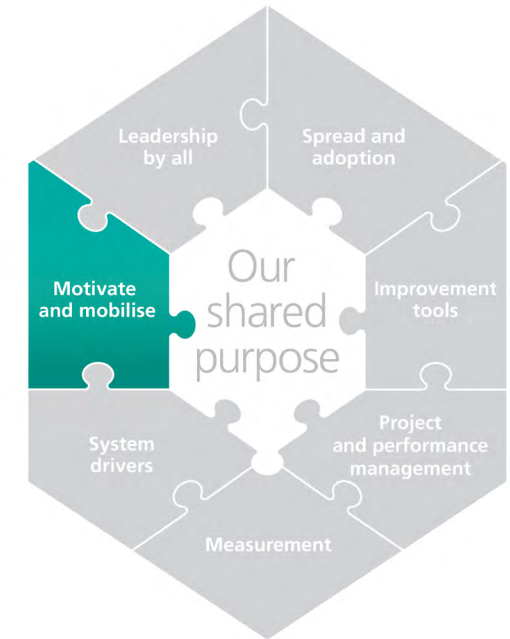 Leadership
by all
Spread and
adoption
Motivate
and mobilise
Our
shared
purpose
Improvement
tools
System
drivers
Project
and performance
management
Measurement